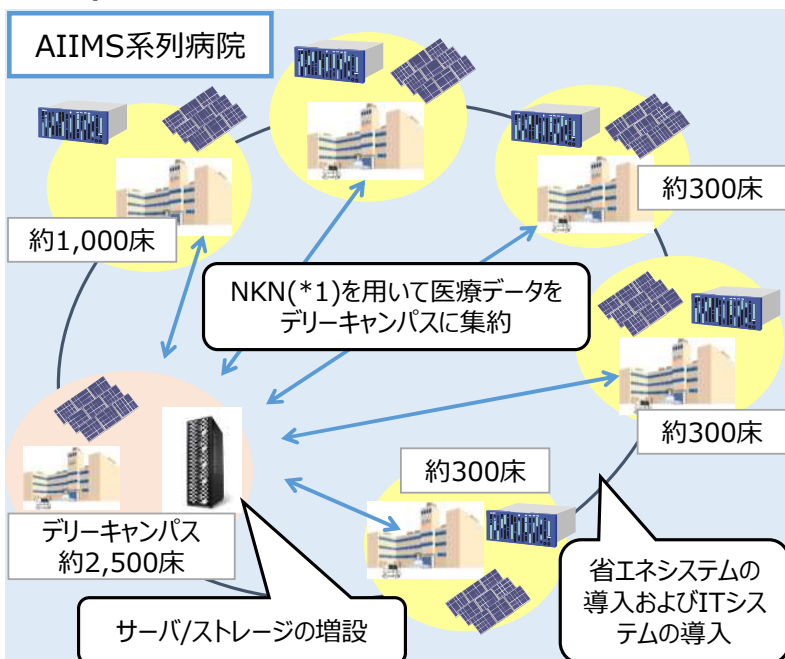 AIIMS系列病院
約1,000床
約300床
NKN(*1)を用いて医療データを
デリーキャンパスに集約
約300床
約300床
デリーキャンパス
約2,500床
サーバ/ストレージの増設
省エネシステムの
導入およびITシス
テムの導入